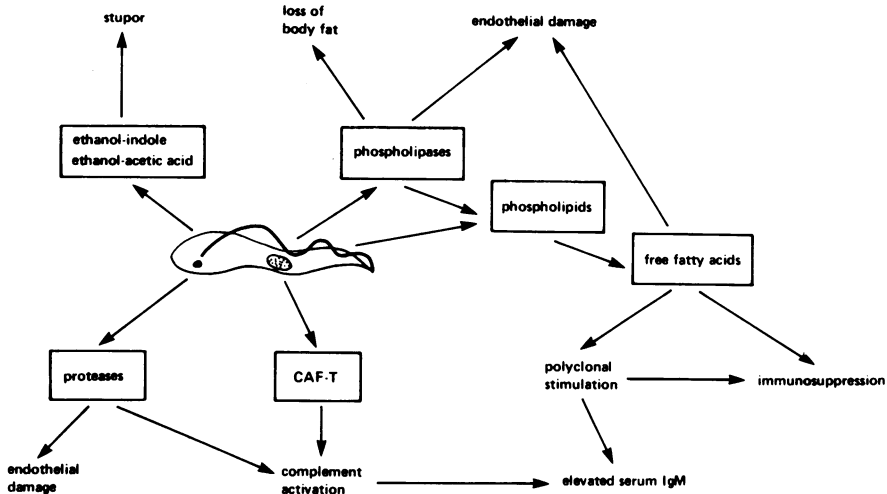 stupor
loss of
body fat
endothelial damage
ethanol-indole
ethanol-acetic acid
phospholipases
phospholipids
free fatty acids
proteases
CAF-T
polyclonal
stimulation
immunosuppression
endothelial
damage
complement
activation
elevated serum IgM